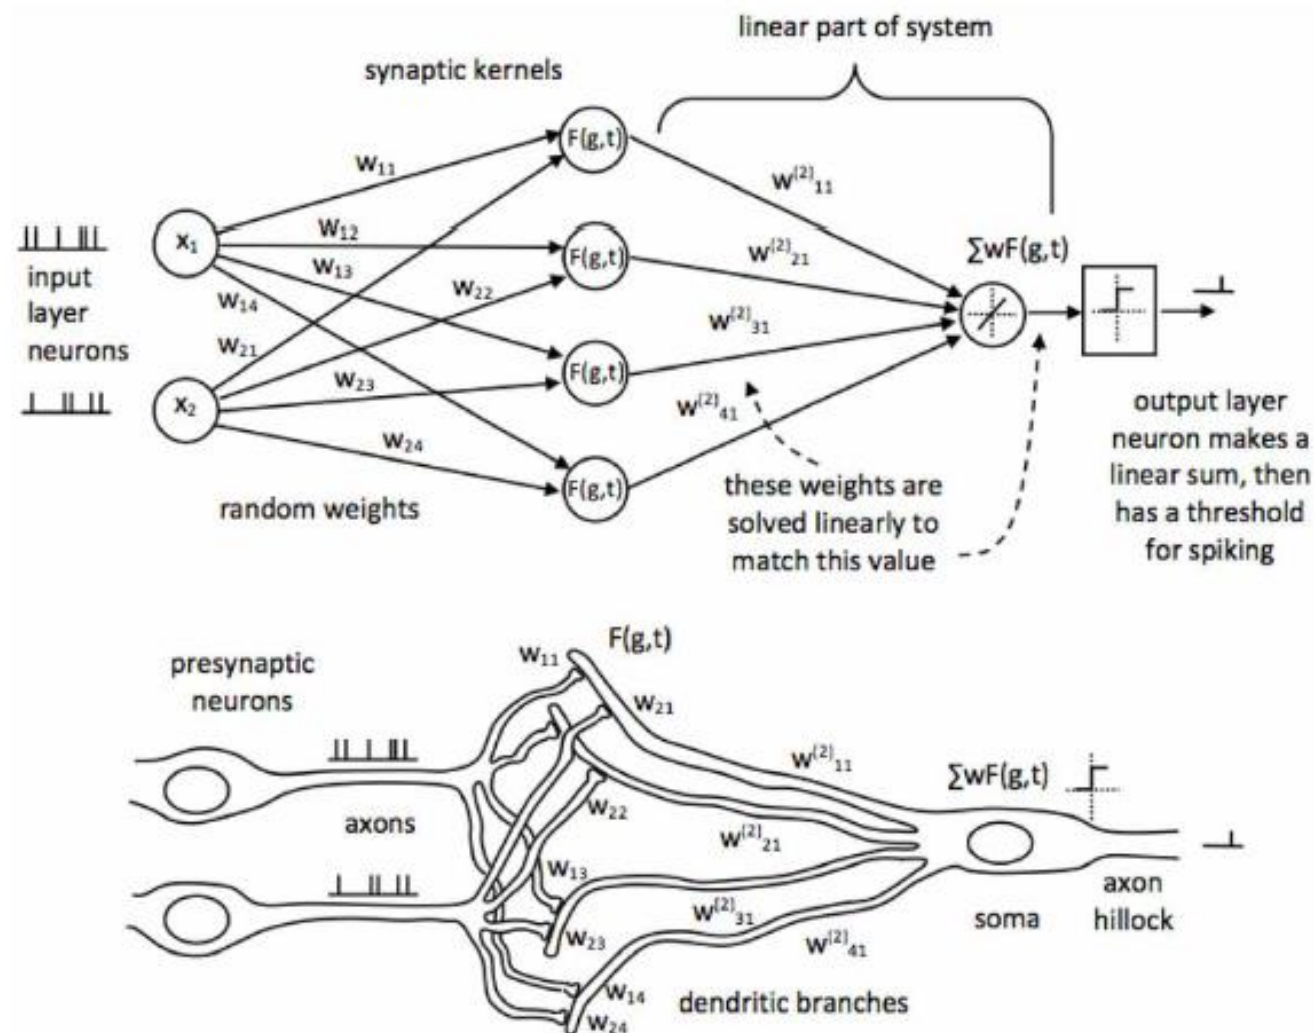 linear part of system
synaptic kernels
F(g,t)
w₁₁
W⁽²⁾₁₁
x₁
w₁₂
F(g,t)
W⁽²⁾₂₁
∑wF(g,t)
input
layer
neurons
w₁₃
w₁₄
w₂₂
w₂₁
W⁽²⁾₃₁
F(g,t)
w₂₃
x₂
W⁽²⁾₄₁
w₂₄
F(g,t)
random weights
these weights are
solved linearly to
match this value
output layer
neuron makes a
linear sum, then
has a threshold
for spiking
presynaptic
neurons
w₁₁
F(g,t)
w₂₁
W⁽²⁾₁₁
∑wF(g,t)
axons
w₂₂
W⁽²⁾₂₁
w₁₃
W⁽²⁾₃₁
w₂₃
W⁽²⁾₄₁
soma
axon
hillock
w₁₄
w₂₄
dendritic branches